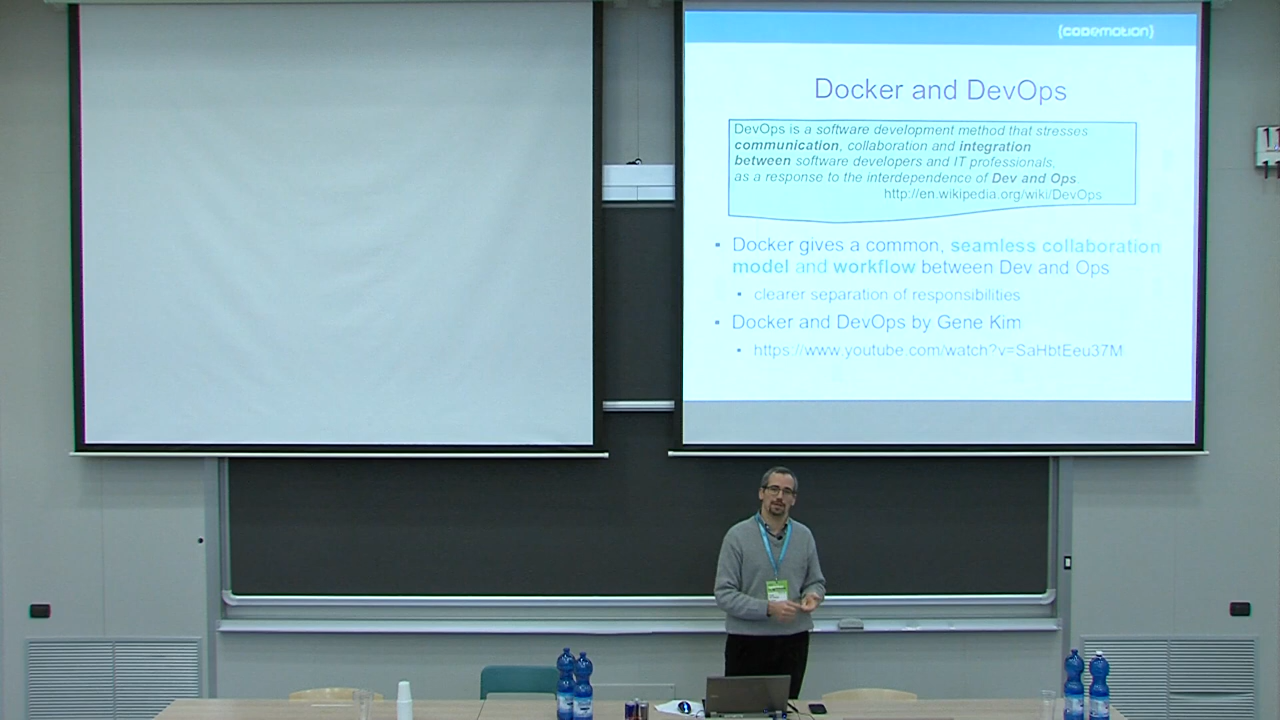 {codemotion}
Docker and DevOps
DevOps is a software development method that stresses
communication, collaboration and integration
between software developers and IT professionals,
as a response to the interdependence of Dev and Ops
http://en.wikipedia.org/wiki/DevOps
▪ Docker gives a common, seamless collaboration
model and workflow between Dev and Ops
▪ clearer separation of responsibilities
▪ Docker and DevOps by Gene Kim
▪ https://www.youtube.com/watch?v=SaHbtEeu37M